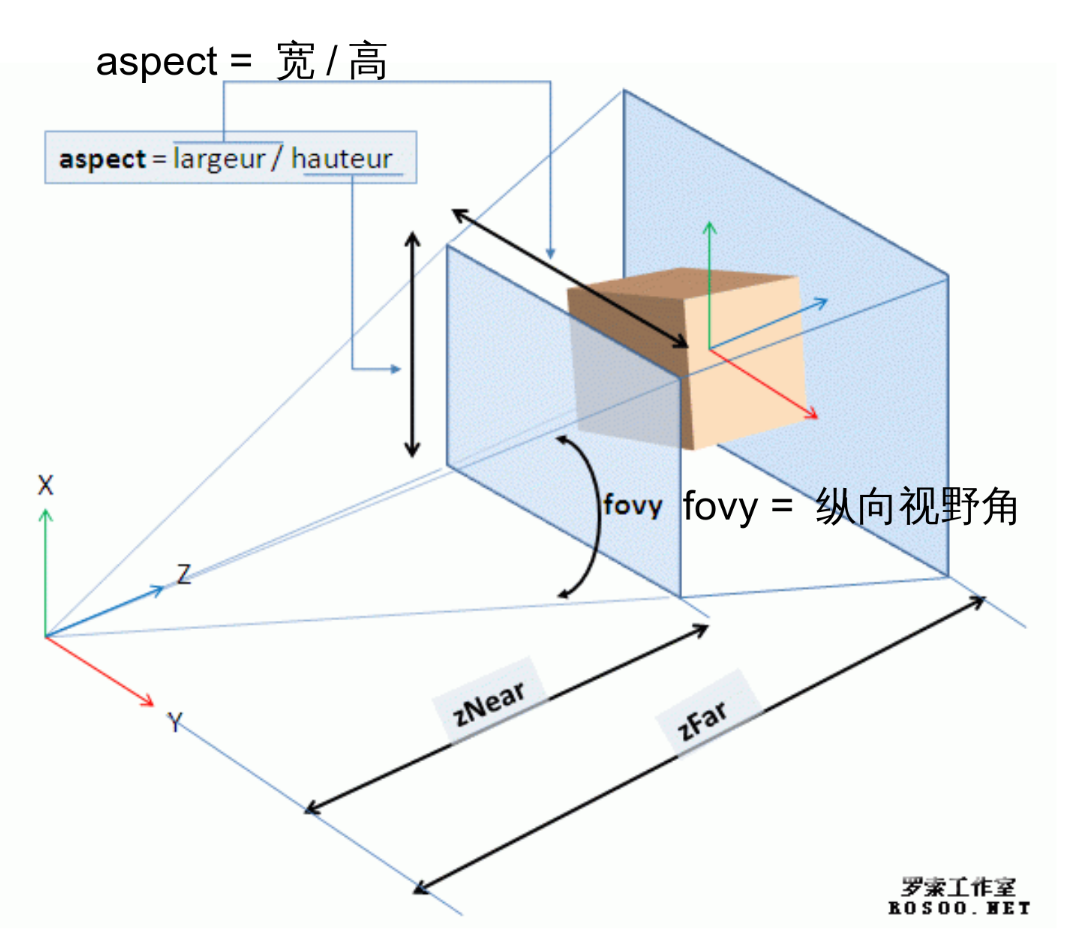 aspect = 宽 / 高
aspect = largeur / hauteur
fovy fovy = 纵向视野角
X
Z
Y
zNear
zFar
罗索工作室
ROSOO.NET